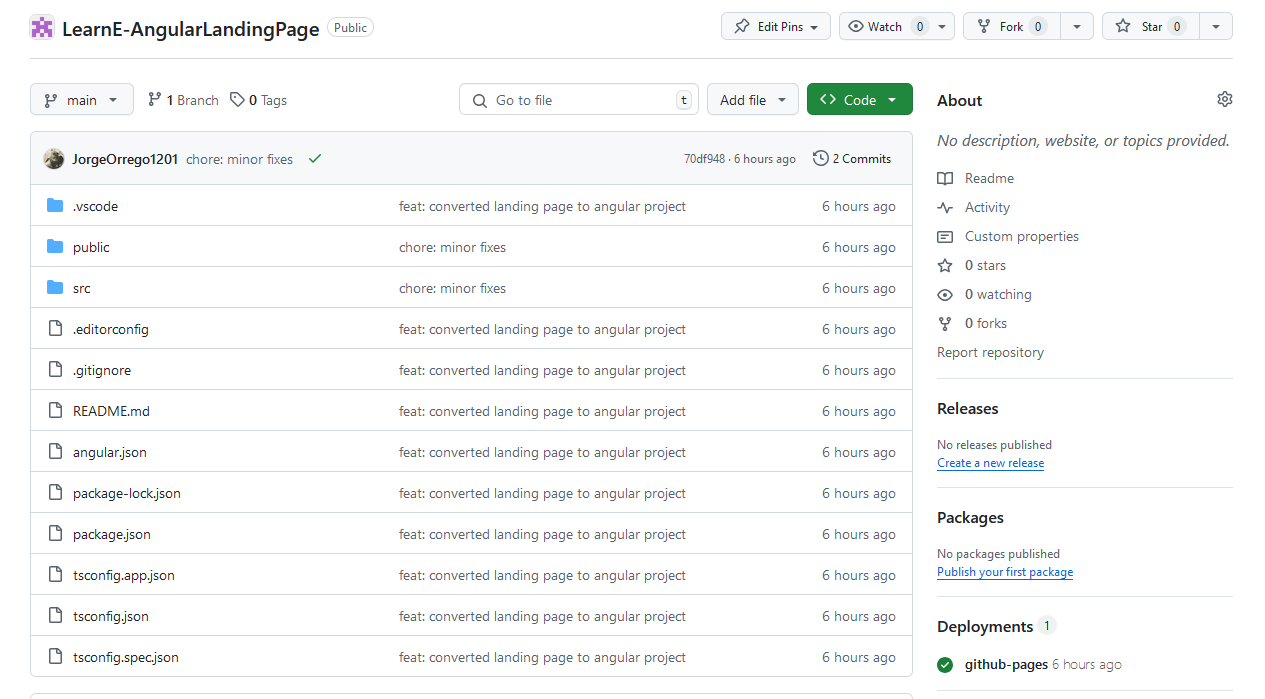 LearnE-AngularLandingPage Public Edit Pins Watch 0 Fork 0 Star 0
main 1 Branch 0 Tags Go to file t Add file Code
JorgeOrrego1201 chore: minor fixes 70df948 · 6 hours ago 2 Commits
.vscode feat: converted landing page to angular project 6 hours ago
public chore: minor fixes 6 hours ago
src chore: minor fixes 6 hours ago
.editorconfig feat: converted landing page to angular project 6 hours ago
.gitignore feat: converted landing page to angular project 6 hours ago
README.md feat: converted landing page to angular project 6 hours ago
angular.json feat: converted landing page to angular project 6 hours ago
package-lock.json feat: converted landing page to angular project 6 hours ago
package.json feat: converted landing page to angular project 6 hours ago
tsconfig.app.json feat: converted landing page to angular project 6 hours ago
tsconfig.json feat: converted landing page to angular project 6 hours ago
tsconfig.spec.json feat: converted landing page to angular project 6 hours ago
About
No description, website, or topics provided.
Readme
Activity
Custom properties
0 stars
0 watching
0 forks
Report repository
Releases
No releases published
Create a new release
Packages
No packages published
Publish your first package
Deployments 1
github-pages 6 hours ago